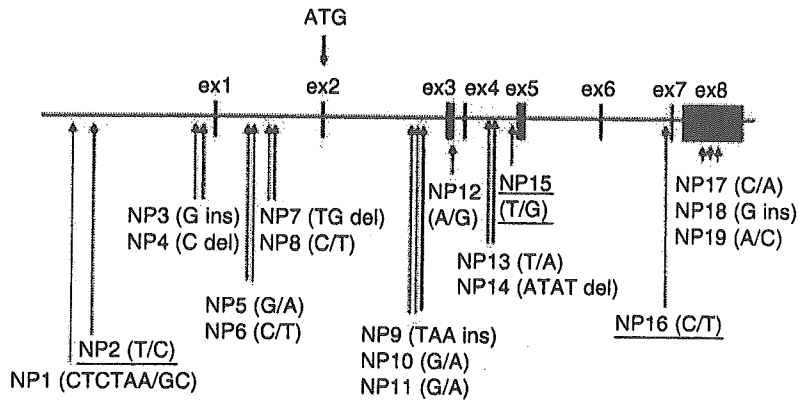 ATG
ex1
ex2
ex3
ex4
ex5
ex6
ex7
ex8
NP3 (G ins)
NP4 (C del)
NP7 (TG del)
NP8 (C/T)
NP12
(A/G)
NP15
(T/G)
NP17 (C/A)
NP18 (G ins)
NP19 (A/C)
NP13 (T/A)
NP14 (ATAT del)
NP5 (G/A)
NP6 (C/T)
NP9 (TAA ins)
NP10 (G/A)
NP11 (G/A)
NP16 (C/T)
NP2 (T/C)
NP1 (CTCTAA/GC)